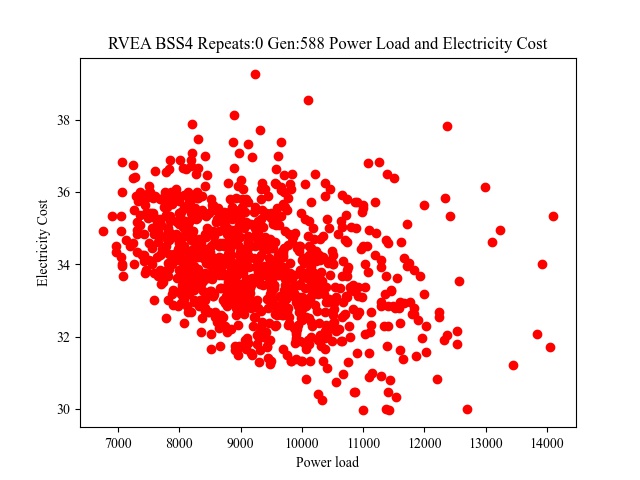 RVEA BSS4 Repeats:0 Gen:588 Power Load and Electricity Cost
Electricity Cost
38
36
34
32
30
7000 8000 9000 10000 11000 12000 13000 14000
Power load